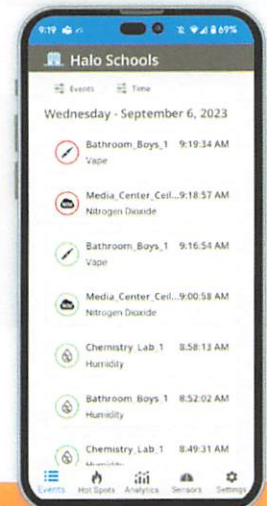 9:19 69%
Halo Schools
Events Time
Wednesday - September 6, 2023
Bathroom_Boys_1 9:19:34 AM
Vape
Media_Center_Ceil...9:18:57 AM
Nitrogen Dioxide
Bathroom_Boys_1 9:16:54 AM
Vape
Media_Center_Ceil...9:00:58 AM
Nitrogen Dioxide
Chemistry_Lab_1 8:58:13 AM
Humidity
Bathroom_Boys_1 8:52:02 AM
Humidity
Chemistry_Lab_1 8:49:31 AM
Humidity
Events Hot Spots Analytics Sensors Settings